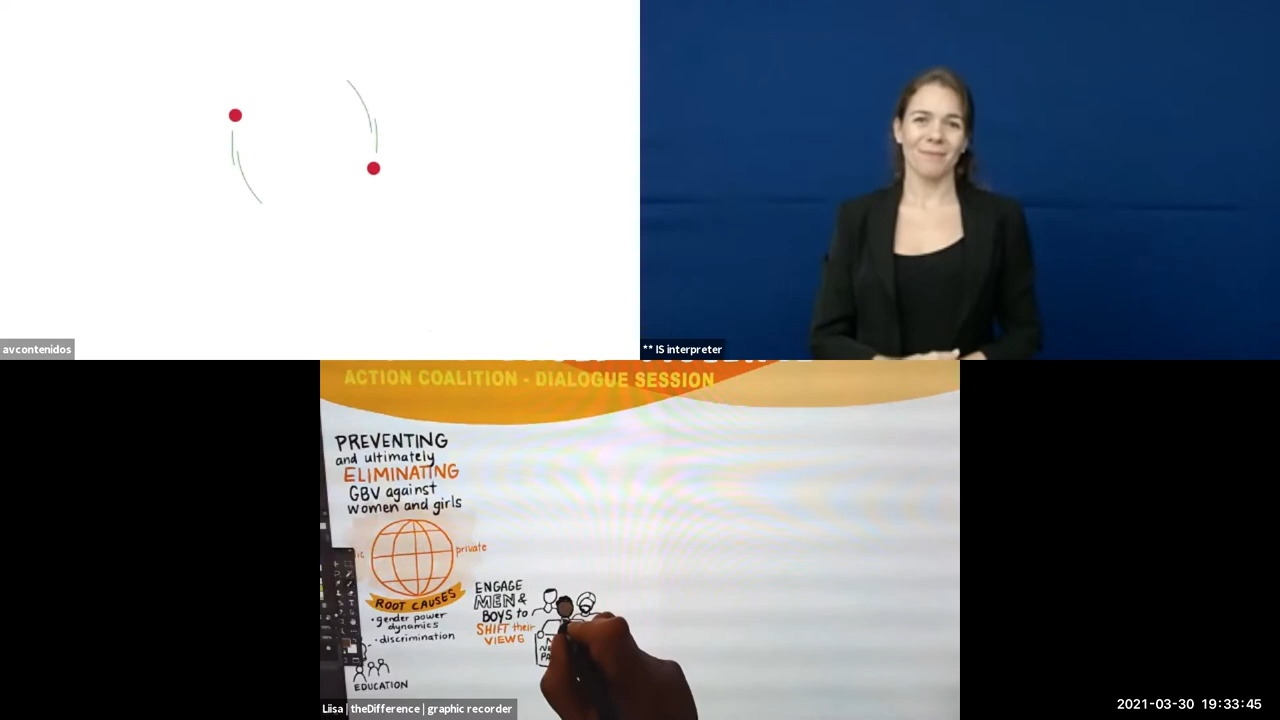 avcontenidos
** IS interpreter
ACTION COALITION - DIALOGUE SESSION
PREVENTING
and ultimately
ELIMINATING
GBV against
women and girls
private
ROOT CAUSES
• gender power
dynamics
• discrimination
ENGAGE
MEN &
BOYS to
SHIFT their
VIEWS
EDUCATION
Liisa | theDifference | graphic recorder
2021-03-30 19:33:45